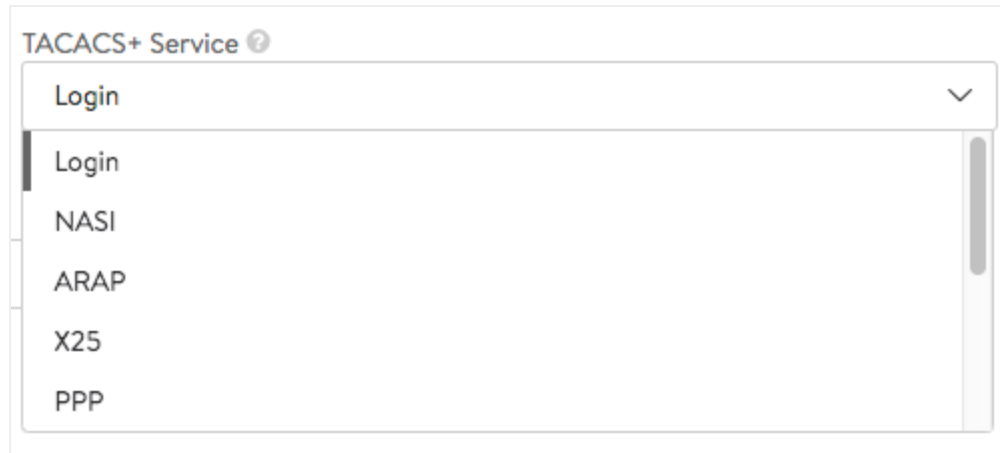 TACACS+ Service ?
Login
Login
NASI
ARAP
X25
PPP